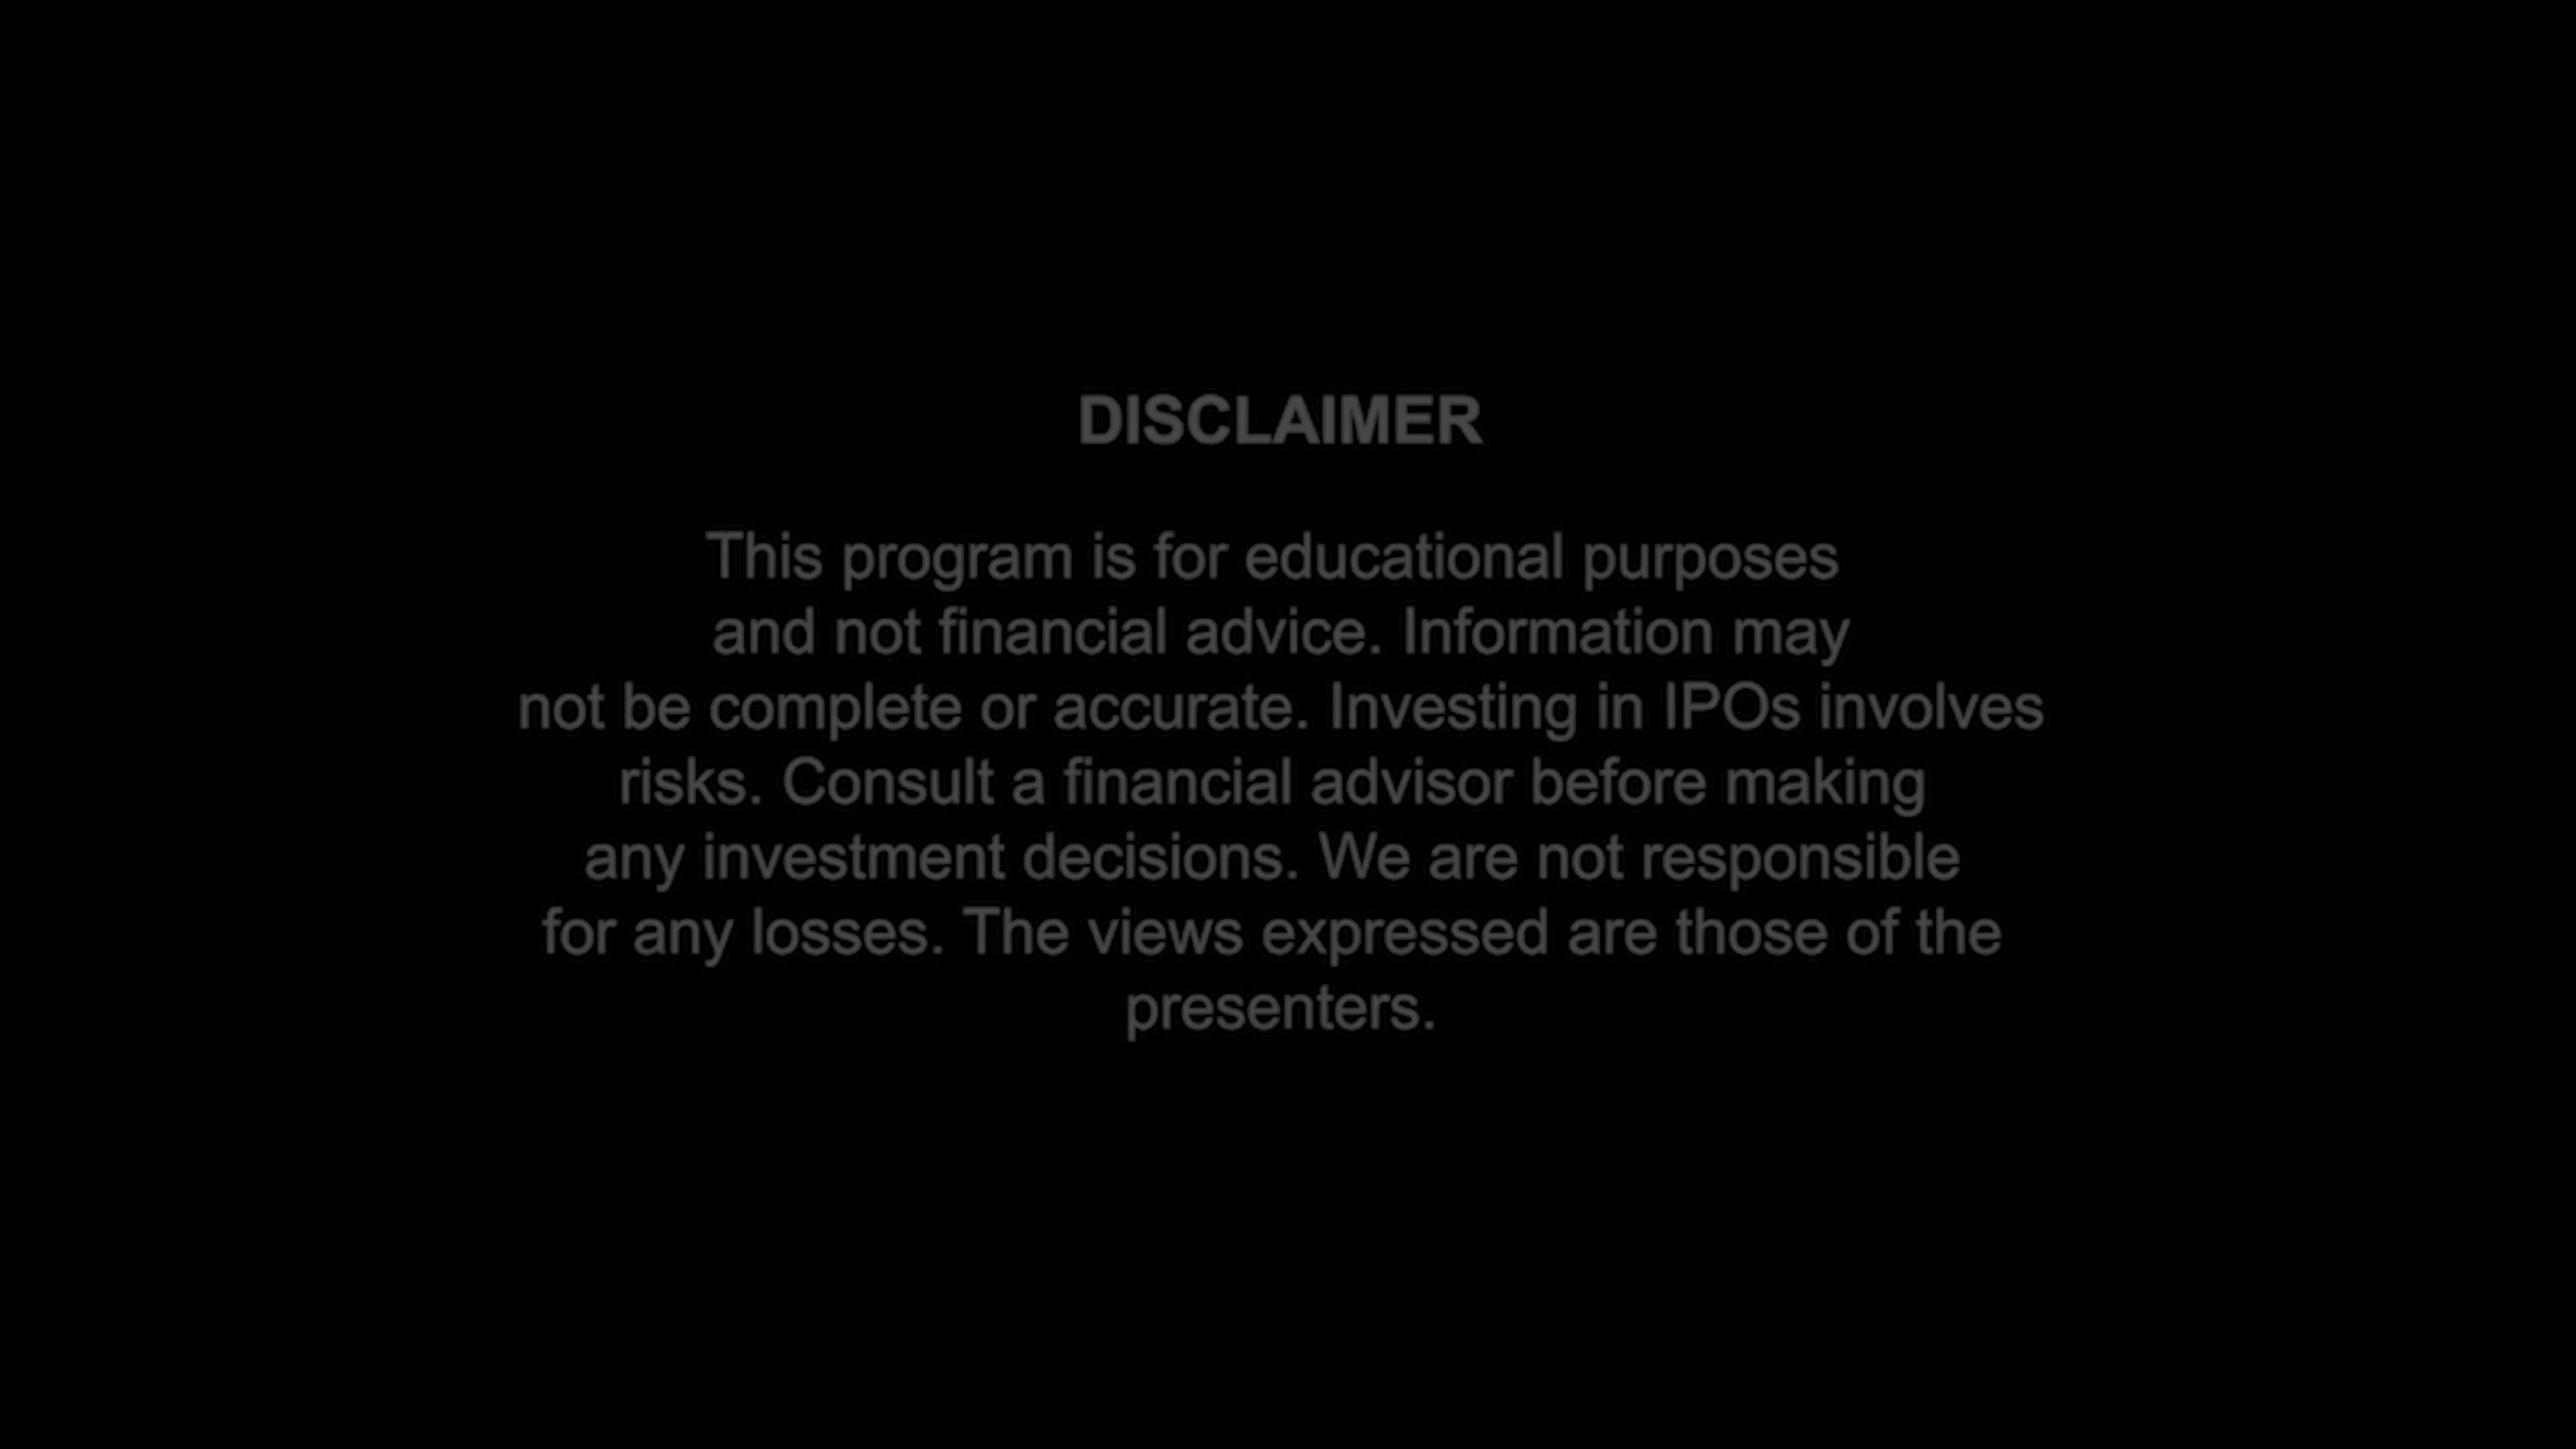 DISCLAIMER
This program is for educational purposes
and not financial advice. Information may
not be complete or accurate. Investing in IPOs involves
risks. Consult a financial advisor before making
any investment decisions. We are not responsible
for any losses. The views expressed are those of the
presenters.